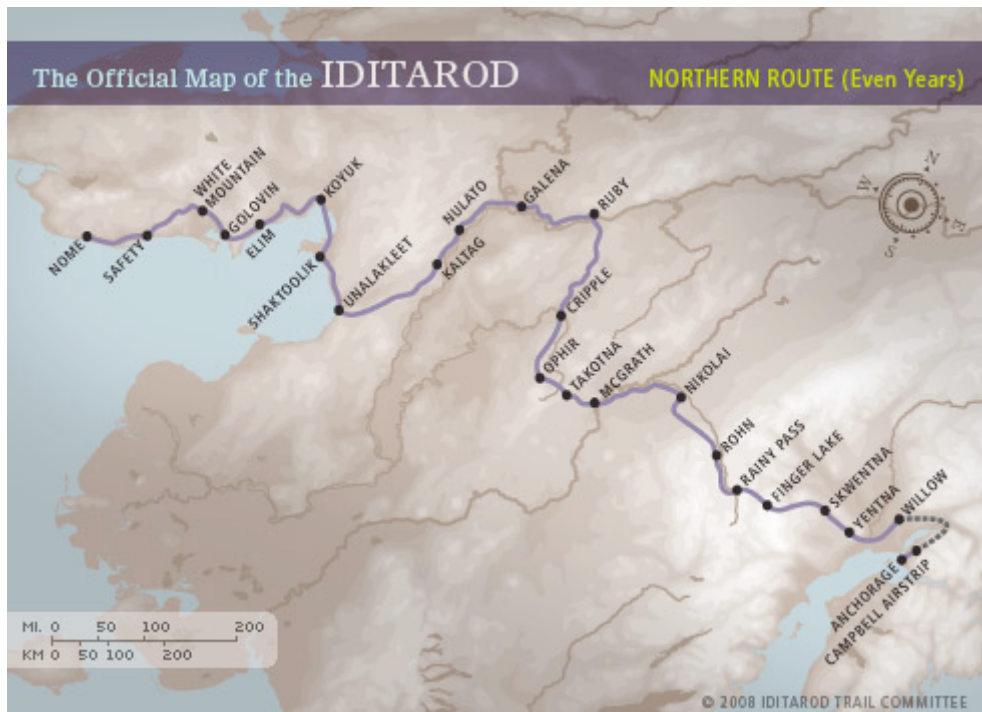 The Official Map of the IDITAROD
NORTHERN ROUTE (Even Years)
N
W
E
S
NOME
SAFETY
WHITE
MOUNTAIN
GOLOVIN
ELIM
KOYUK
SHAKTOOLIK
UNALAKLEET
KALTAG
NULATO
GALENA
RUBY
CRIPPLE
OPHIR
TAKOTNA
MCGRATH
NIKOLAI
ROHN
RAINY PASS
FINGER LAKE
SKWENTNA
YENTNA
WILLOW
ANCHORAGE
CAMPBELL AIRSTRIP
MI. 0 50 100 200
KM 0 50 100 200
© 2008 IDITAROD TRAIL COMMITTEE